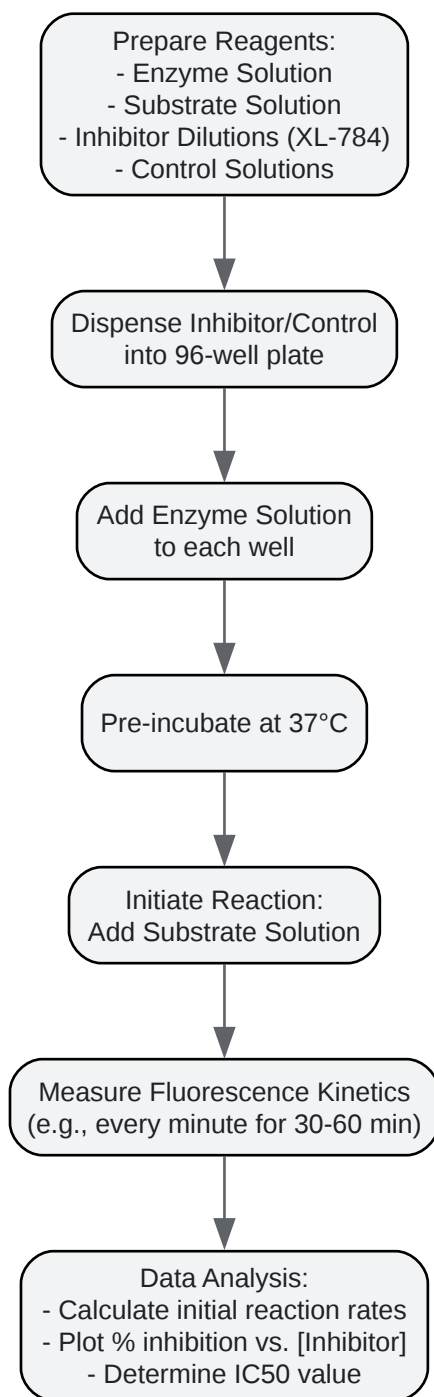 Prepare Reagents:
- Enzyme Solution
- Substrate Solution
- Inhibitor Dilutions (XL-784)
- Control Solutions
Dispense Inhibitor/Control
into 96-well plate
Add Enzyme Solution
to each well
Pre-incubate at 37°C
Initiate Reaction:
Add Substrate Solution
Measure Fluorescence Kinetics
(e.g., every minute for 30-60 min)
Data Analysis:
- Calculate initial reaction rates
- Plot % inhibition vs. [Inhibitor]
- Determine IC50 value